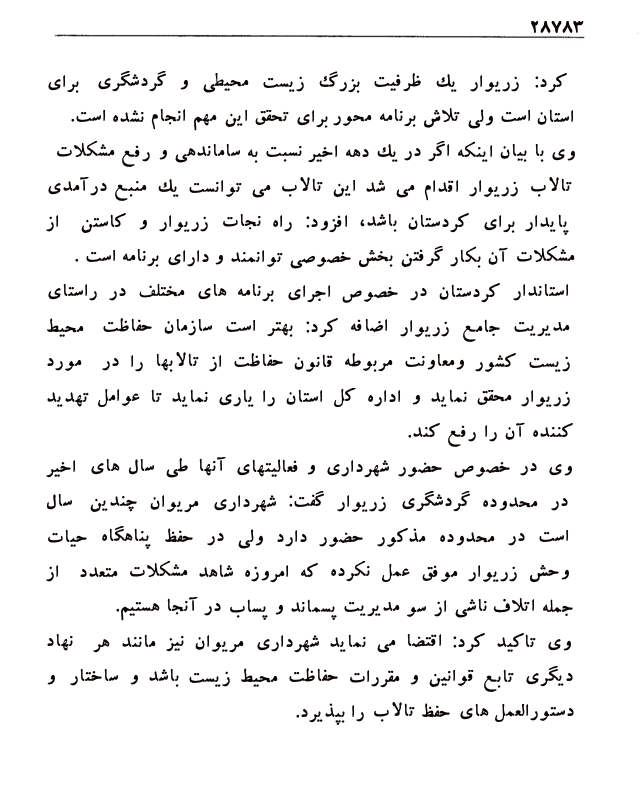 ۲۸۷۸۳
کرد: زریوار یك ظرفیت بزرگ زیست محیطی و گردشگری برای
استان است ولی تلاش برنامه محور برای تحقق این مهم انجام نشده است.
وی با بیان اینکه اگر در یك دهه اخیر نسبت به ساماندهی و رفع مشکلات
تالاب زریوار اقدام می شد این تالاب می توانست یك منبع درآمدی
پایدار برای کردستان باشد، افزود: راه نجات زریوار و کاستن از
مشکلات آن بکار گرفتن بخش خصوصی توانمند و دارای برنامه است .
استاندار کردستان در خصوص اجرای برنامه های مختلف در راستای
مدیریت جامع زریوار اضافه کرد: بهتر است سازمان حفاظت محیط
زیست کشور ومعاونت مربوطه قانون حفاظت از تالابها را در مورد
زریوار محقق نماید و اداره کل استان را یاری نماید تا عوامل تهدید
کننده آن را رفع کند.
وی در خصوص حضور شهرداری و فعالیتهای آنها طی سال های اخیر
در محدوده گردشگری زریوار گفت: شهرداری مریوان چندین سال
است در محدوده مذکور حضور دارد ولی در حفظ پناهگاه حیات
وحش زریوار موفق عمل نکرده که امروزه شاهد مشکلات متعدد از
جمله اتلاف ناشی از سو مدیریت پسماند و پساب در آنجا هستیم.
وی تاکید کرد: اقتضا می نماید شهرداری مریوان نیز مانند هر نهاد
دیگری تابع قوانین و مقررات حفاظت محیط زیست باشد و ساختار و
دستورالعمل های حفظ تالاب را بپذیرد.